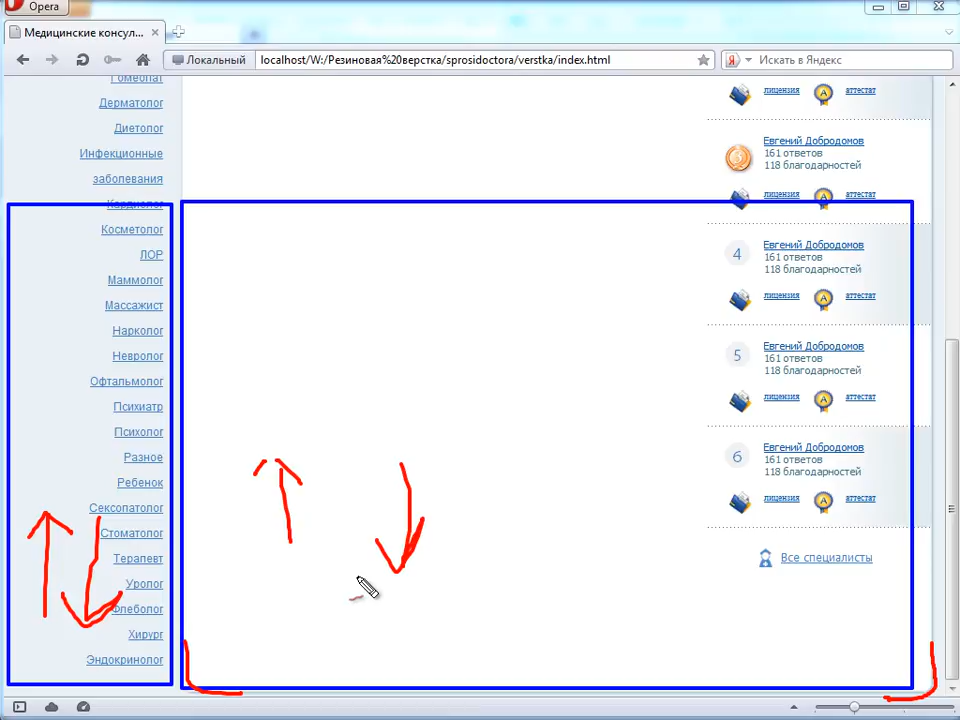 Opera
Медицинские консул...
Локальный
localhost/W:/Резиновая%20верстка/sprosidoctora/verstka/index.html
Искать в Яндекс
Гомеопат
Дерматолог
Диетолог
Инфекционные
заболевания
Кардиолог
Косметолог
ЛОР
Маммолог
Массажист
Нарколог
Невролог
Офтальмолог
Психиатр
Психолог
Разное
Ребенок
Сексопатолог
Стоматолог
Терапевт
Уролог
Флеболог
Хирург
Эндокринолог
лицензия
аттестат
3
Евгений Добродомов
161 ответов
118 благодарностей
лицензия
аттестат
4
Евгений Добродомов
161 ответов
118 благодарностей
лицензия
аттестат
5
Евгений Добродомов
161 ответов
118 благодарностей
лицензия
аттестат
6
Евгений Добродомов
161 ответов
118 благодарностей
лицензия
аттестат
Все специалисты